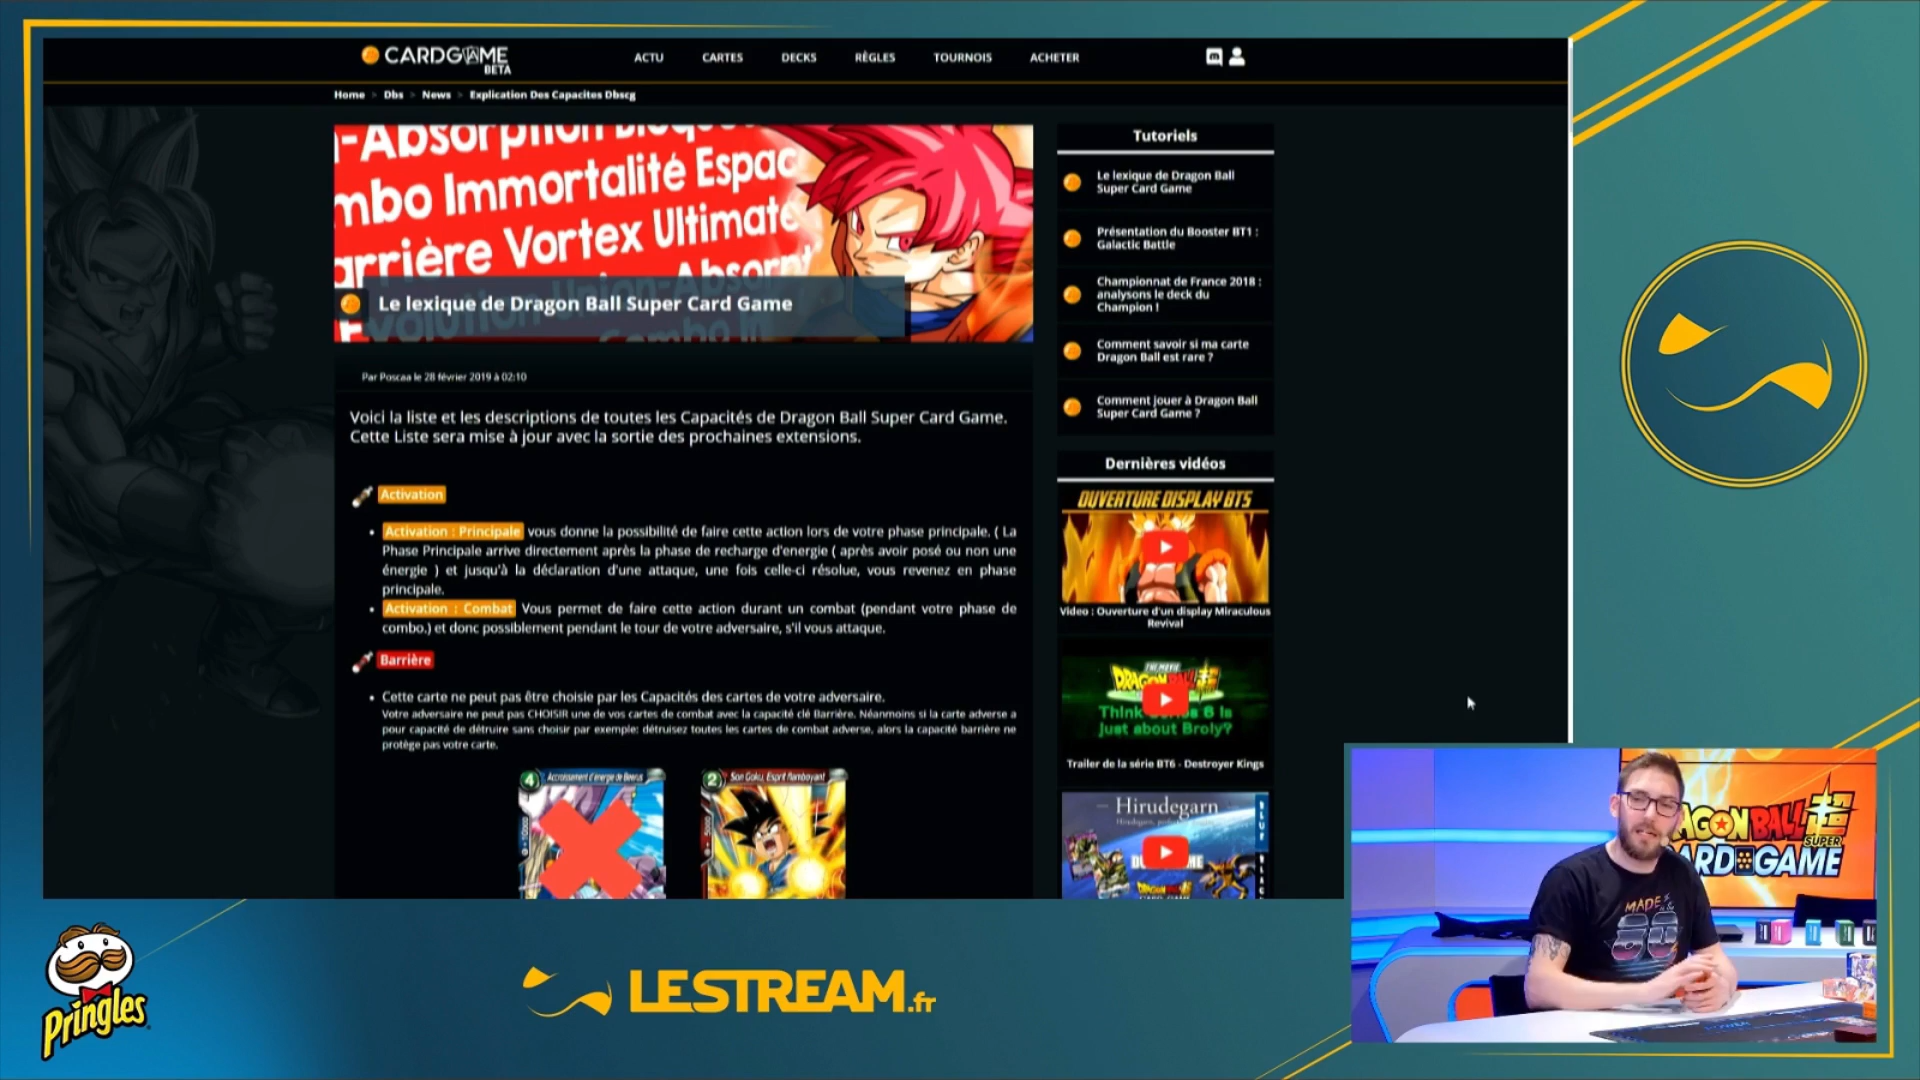 CARDGAME
BETA
ACTU CARTES DECKS RÈGLES TOURNOIS ACHETER
Home > Dbs > News > Explication Des Capacites Dbscg
-Absorption
mbo Immortalité Espac
arrière Vortex Ultimate
Le lexique de Dragon Ball Super Card Game
Par Poscaa le 28 février 2019 à 02:10
Voici la liste et les descriptions de toutes les Capacités de Dragon Ball Super Card Game.
Cette Liste sera mise à jour avec la sortie des prochaines extensions.
Activation
• Activation : Principale vous donne la possibilité de faire cette action lors de votre phase principale. ( La
Phase Principale arrive directement après la phase de recharge d'energie ( après avoir posé ou non une
énergie ) et jusqu'à la déclaration d'une attaque, une fois celle-ci résolue, vous revenez en phase
principale.
• Activation : Combat Vous permet de faire cette action durant un combat (pendant votre phase de
combo.) et donc possiblement pendant le tour de votre adversaire, s'il vous attaque.
Barrière
• Cette carte ne peut pas être choisie par les Capacités des cartes de votre adversaire.
Votre adversaire ne peut pas CHOISIR une de vos cartes de combat avec la capacité clé Barrière. Néanmoins si la carte adverse a
pour capacité de détruire sans choisir par exemple: détruisez toutes les cartes de combat adverse, alors la capacité barrière ne
protège pas votre carte.
4 Accroissement d'énergie de Beerus
2 Son Goku, Esprit flamboyant
Tutoriels
Le lexique de Dragon Ball
Super Card Game
Présentation du Booster BT1 :
Galactic Battle
Championnat de France 2018 :
analysons le deck du
Champion !
Comment savoir si ma carte
Dragon Ball est rare ?
Comment jouer à Dragon Ball
Super Card Game ?
Dernières vidéos
OUVERTURE DISPLAY BT5
Video : Ouverture d'un display Miraculous
Revival
THE MOVIE
DRAGON BALL
Think Series 6 is
just about Broly?
Trailer de la série BT6 - Destroyer Kings
Hirudegarn
DRAGON BALL超
SUPER
CARD GAME
MADE
80
Pringles
LESTREAM.fr